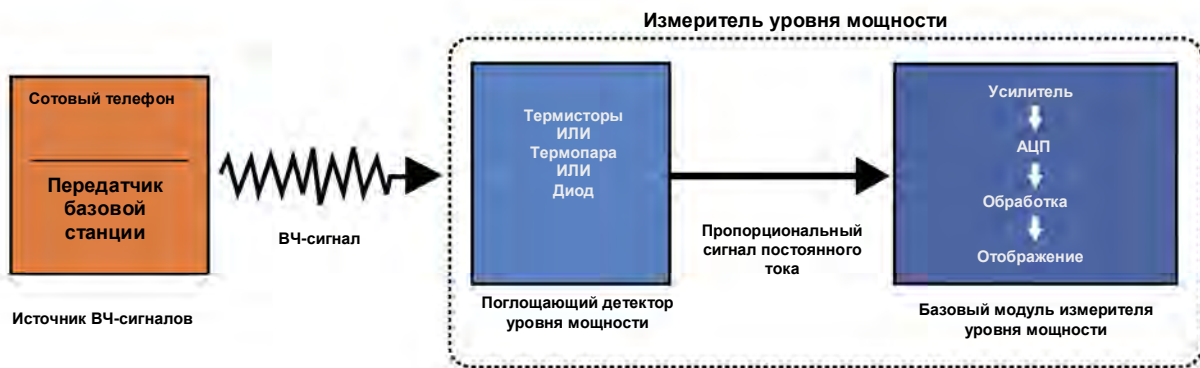 Измеритель уровня мощности
Сотовый телефон
Передатчик
базовой
станции
Источник ВЧ-сигналов
ВЧ-сигнал
Термисторы
ИЛИ
Термопара
ИЛИ
Диод
Поглощающий детектор
уровня мощности
Пропорциональный
сигнал постоянного
тока
Усилитель
АЦП
Обработка
Отображение
Базовый модуль измерителя
уровня мощности